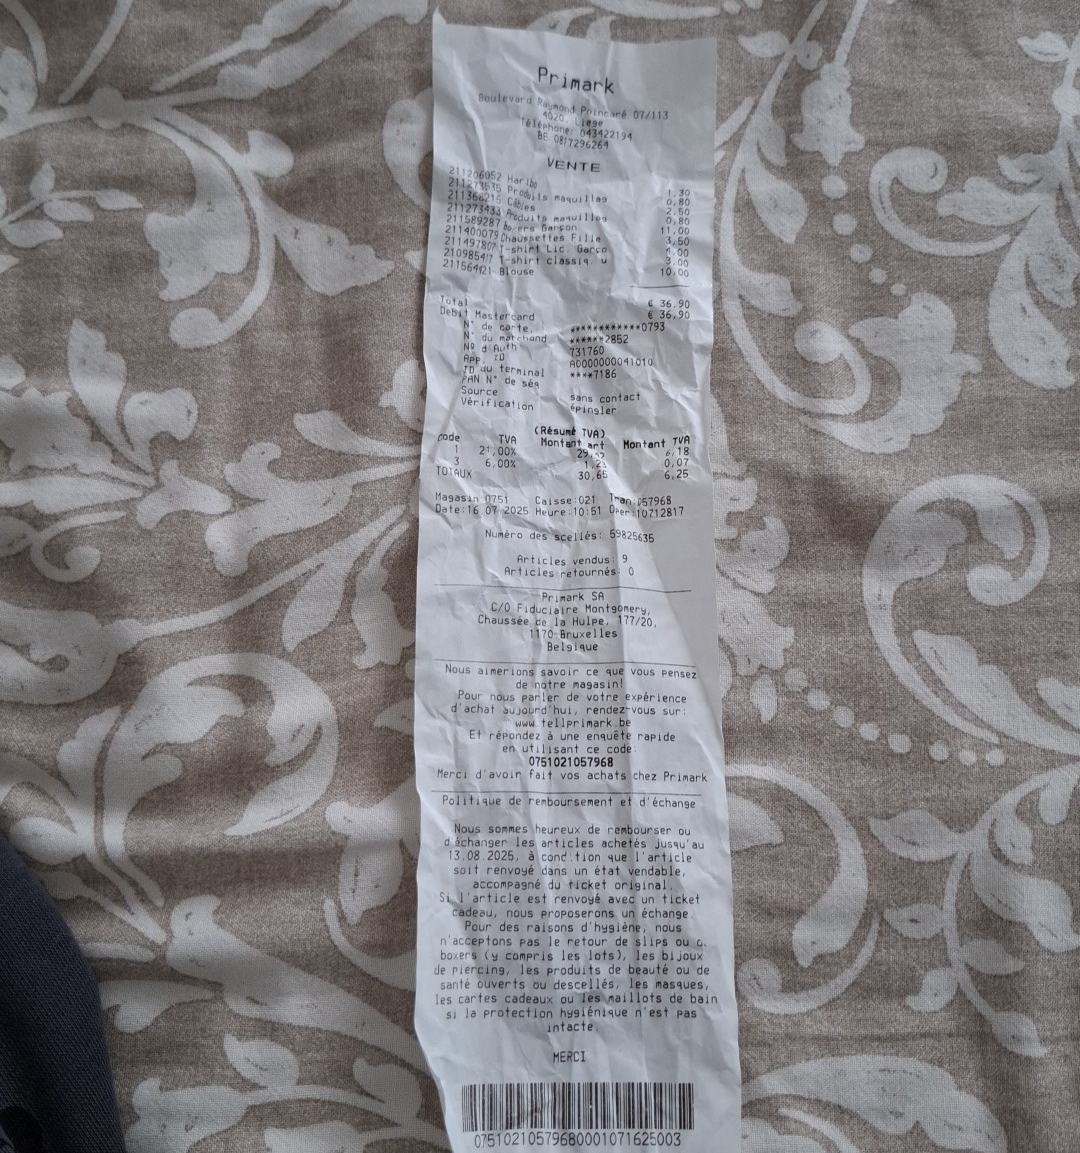 Primark
Boulevard Raymond Poincaré 07/113
4020, Liege
Téléphone: 043422194
BE 0817296264
VENTE
211206052 Haribo 1,30
211273535 Produits maquillag 0,80
211368215 Câbles 2,50
211273433 Produits maquillag 0,80
211589287 Boxers Garçon 11,00
211400079 Chaussettes Fille 3,50
211497807 T-shirt Lic. Garço 4,00
T-shirt classiq. u 3,00
Blouse 10,00
Total € 36,90
Debit Mastercard € 36,90
N° de carte. ************0793
N° du matchand ******2852
Nº d'Auth 731760
App. ID A0000000041010
ID du terminal ****7186
PAN N° de séq
Source sans contact
Vérification épingler
(Résumé TVA)
code TVA Montant art Montant TVA
1 21,00% 6,18
3 6,00% 0,07
TOTAUX 30,65 6,25
Magasin:0751 Caisse:021 Tran:057968
Date:16.07.2025 Heure:10:51 Oper:10712817
Numéro des scellés: 59825635
Articles vendus: 9
Articles retournés: 0
Primark SA
C/O Fiduciaire Montgomery,
Chaussée de la Hulpe, 177/20,
1170 Bruxelles
Belgique
Nous aimerions savoir ce que vous pensez
de notre magasin!
Pour nous parler de votre expérience
d'achat aujourd'hui, rendez-vous sur:
www.tellprimark.be
Et répondez à une enquête rapide
en utilisant ce code:
0751021057968
Merci d'avoir fait vos achats chez Primark
Politique de remboursement et d'échange
Nous sommes heureux de rembourser ou
d'échanger les articles achetés jusqu'au
13.08.2025, à condition que l'article
soit renvoyé dans un état vendable,
accompagné du ticket original.
Si l'article est renvoyé avec un ticket
cadeau, nous proposerons un échange.
Pour des raisons d'hygiène, nous
n'acceptons pas le retour de slips ou c.
boxers (y compris les lots), les bijoux
de piercing, les produits de beauté ou de
santé ouverts ou descellés, les masques,
les cartes cadeaux ou les maillots de bain
si la protection hygiénique n'est pas
intacte.
MERCI
07510210579680001071625003